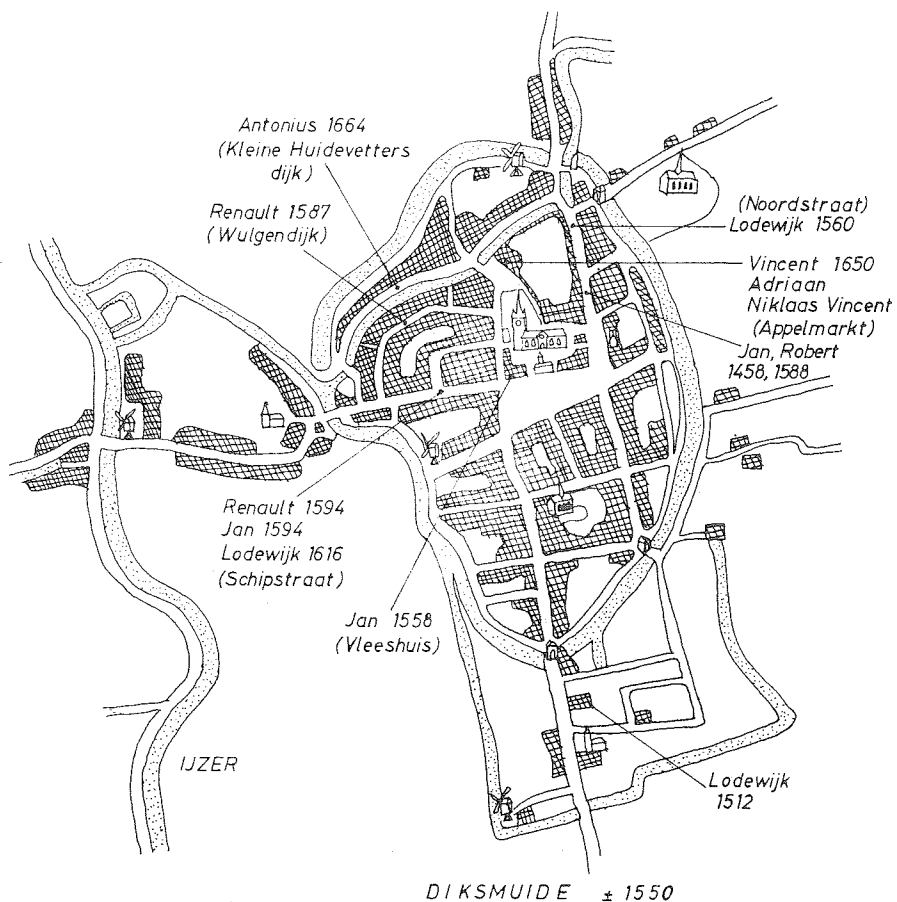 Antonius 1664
(Kleine Huidevetters
dijk)
Renault 1587
(Wulgendijk)
(Noordstraat)
Lodewijk 1560
Vincent 1650
Adriaan
Niklaas Vincent
(Appelmarkt)
Jan, Robert
1458, 1588
Renault 1594
Jan 1594
Lodewijk 1616
(Schipstraat)
Jan 1558
(Vleeshuis)
IJZER
Lodewijk
1512
DIKSMUIDE ± 1550